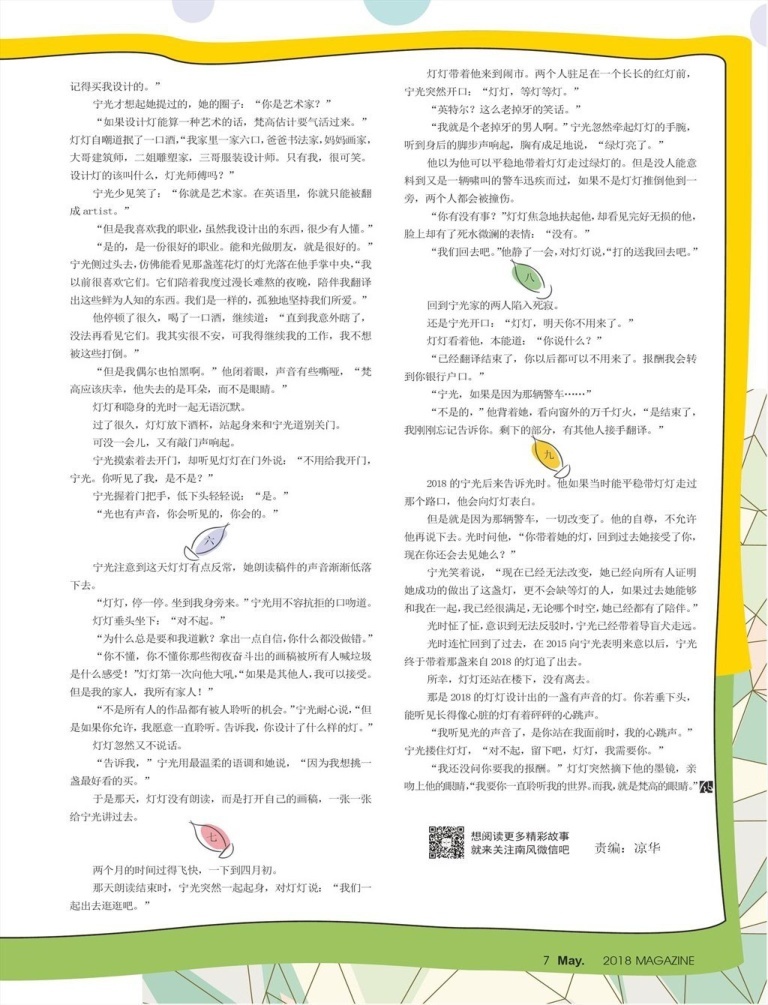 记得买我设计的。”
宁光才想起她提过的，她的圈子：“你是艺术家？”
“如果设计灯能算一种艺术的话，梵高估计要气活过来。”
灯灯自嘲道抿了一口酒，“我家里一家六口，爸爸书法家，妈妈画家，
大哥建筑师，二姐雕塑家，三哥服装设计师。只有我，很可笑。
设计灯的该叫什么，灯光师傅吗？”
宁光少见笑了：“你就是艺术家。在英语里，你就只能被翻
成 artist。”
“但是我喜欢我的职业，虽然我设计出的东西，很少有人懂。”
“是的，是一份很好的职业。能和光做朋友，就是很好的。”
宁光侧过头去，仿佛能看见那盏莲花灯的灯光落在他手掌中央，“我
以前很喜欢它们。它们陪着我度过漫长难熬的夜晚，陪伴我翻译
出这些鲜为人知的东西。我们是一样的，孤独地坚持我们所爱。”
他停顿了很久，喝了一口酒，继续道：“直到我意外瞎了，
没法再看见它们。我其实很不安，可我得继续我的工作，我不想
被这些打倒。”
“但是我偶尔也怕黑啊。”他闭着眼，声音有些嘶哑，“梵
高应该庆幸，他失去的是耳朵，而不是眼睛。”
灯灯和隐身的光时一起无语沉默。
过了很久，灯灯放下酒杯，站起身来和宁光道别关门。
可没一会儿，又有敲门声响起。
宁光摸索着去开门，却听见灯灯在门外说：“不用给我开门，
宁光。你听见了我，是不是？”
宁光握着门把手，低下头轻轻说：“是。”
“光也有声音，你会听见的，你会的。”
六
宁光注意到这天灯灯有点反常，她朗读稿件的声音渐渐低落
下去。
“灯灯，停一停。坐到我身旁来。”宁光用不容抗拒的口吻道。
灯灯垂头坐下：“对不起。”
“为什么总是要和我道歉？拿出一点自信，你什么都没做错。”
“你不懂，你不懂你那些彻夜奋斗出的画稿被所有人喊垃圾
是什么感受！”灯灯第一次向他大吼，“如果是其他人，我可以接受。
但是我的家人，我所有家人！”
“不是所有人的作品都有被人聆听的机会。”宁光耐心说，“但
是如果你允许，我愿意一直聆听。告诉我，你设计了什么样的灯。”
灯灯忽然又不说话。
“告诉我，”宁光用最温柔的语调和她说，“因为我想挑一
盏最好看的买。”
于是那天，灯灯没有朗读，而是打开自己的画稿，一张一张
给宁光讲过去。
七
两个月的时间过得飞快，一下到四月初。
那天朗读结束时，宁光突然一起起身，对灯灯说：“我们一
起出去逛逛吧。”
灯灯带着他来到闹市。两个人驻足在一个长长的红灯前，
宁光突然开口：“灯灯，等灯等灯。”
“英特尔？这么老掉牙的笑话。”
“我就是个老掉牙的男人啊。”宁光忽然牵起灯灯的手腕，
听到身后的脚步声响起，胸有成足地说，“绿灯亮了。”
他以为他可以平稳地带着灯灯走过绿灯的。但是没人能意
料到又是一辆啸叫的警车迅疾而过，如果不是灯灯推倒他到一
旁，两个人都会被撞伤。
“你有没有事？”灯灯焦急地扶起他，却看见完好无损的他，
脸上却有了死水微澜的表情：“没有。”
“我们回去吧。”他静了一会，对灯灯说，“打的送我回去吧。”
八
回到宁光家的两人陷入死寂。
还是宁光开口：“灯灯，明天你不用来了。”
灯灯看着他，本能道：“你说什么？”
“已经翻译结束了，你以后都可以不用来了。报酬我会转
到你银行户口。”
“宁光，如果是因为那辆警车……”
“不是的，”他背着她，看向窗外的万千灯火，“是结束了，
我刚刚忘记告诉你。剩下的部分，有其他人接手翻译。”
九
2018 的宁光后来告诉光时。他如果当时能平稳带灯灯走过
那个路口，他会向灯灯表白。
但是就是因为那辆警车，一切改变了。他的自尊，不允许
他再说下去。光时问他，“你带着她的灯，回到过去她接受了你，
现在你还会去见她么？”
宁光笑着说，“现在已经无法改变，她已经向所有人证明
她成功的做出了这盏灯，更不会缺等灯的人，如果过去她能够
和我在一起，我已经很满足，无论哪个时空，她已经都有了陪伴。”
光时怔了怔，意识到无法反驳时，宁光已经带着导盲犬走远。
光时连忙回到了过去，在 2015 向宁光表明来意以后，宁光
终于带着那盏来自 2018 的灯追了出去。
所幸，灯灯还站在楼下，没有离去。
那是 2018 的灯灯设计出的一盏有声音的灯。你若垂下头，
能听见长得像心脏的灯有着砰砰的心跳声。
“我听见光的声音了，是你站在我面前时，我的心跳声。”
宁光搂住灯灯，“对不起，留下吧，灯灯，我需要你。”
“我还没问你要我的报酬。”灯灯突然摘下他的墨镜，亲
吻上他的眼睛，“我要你一直聆听我的世界。而我，就是梵高的眼睛。”
想阅读更多精彩故事
就来关注南风微信吧
责编：凉华
7 May. 2018 MAGAZINE